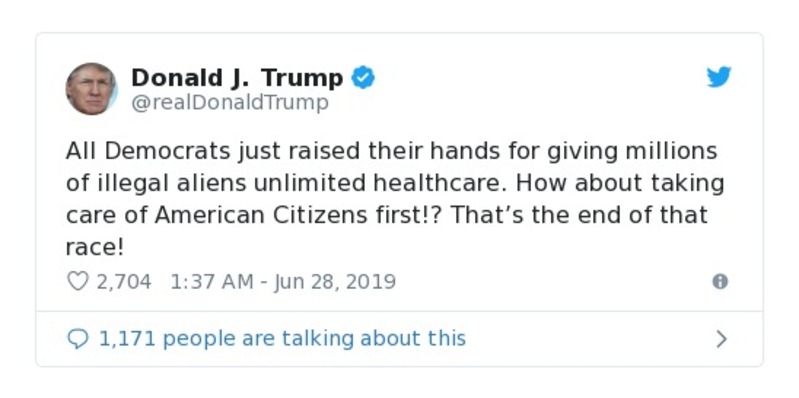 Donald J. Trump
@realDonaldTrump
All Democrats just raised their hands for giving millions
of illegal aliens unlimited healthcare. How about taking
care of American Citizens first!? That’s the end of that
race!
2,704 1:37 AM - Jun 28, 2019
1,171 people are talking about this